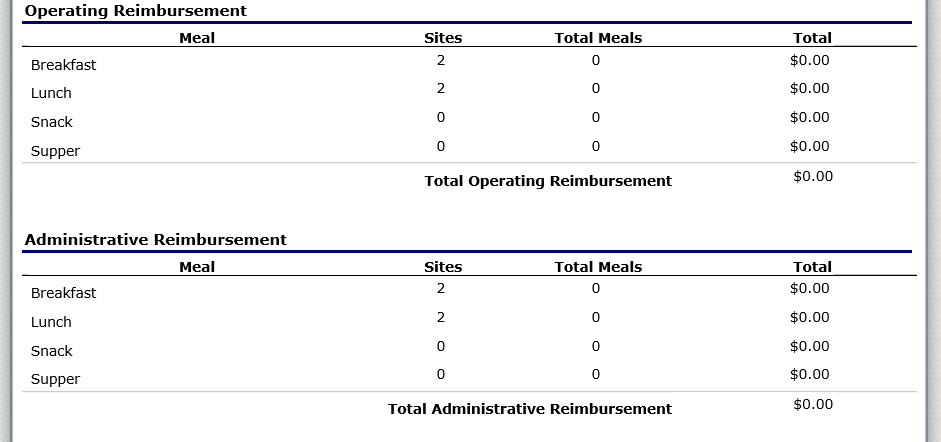 Operating Reimbursement
Meal Sites Total Meals Total
Breakfast 2 0 $0.00
Lunch 2 0 $0.00
Snack 0 0 $0.00
Supper 0 0 $0.00
Total Operating Reimbursement $0.00
Administrative Reimbursement
Meal Sites Total Meals Total
Breakfast 2 0 $0.00
Lunch 2 0 $0.00
Snack 0 0 $0.00
Supper 0 0 $0.00
Total Administrative Reimbursement $0.00